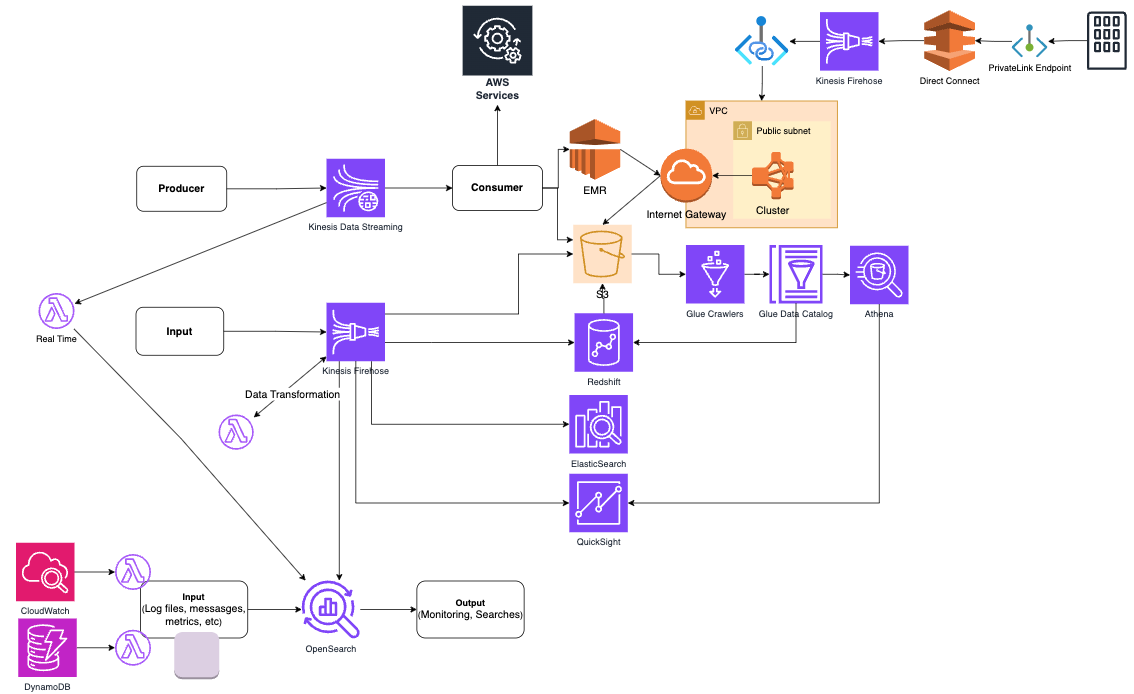 AWS
Services
Kinesis Firehose
Direct Connect
PrivateLink Endpoint
VPC
Public subnet
Producer
Kinesis Data Streaming
Consumer
EMR
Internet Gateway
Cluster
S3
Glue Crawlers
Glue Data Catalog
Athena
Real Time
Input
Kinesis Firehose
Redshift
Data Transformation
ElasticSearch
QuickSight
CloudWatch
Input
(Log files, messasges,
metrics, etc)
Output
(Monitoring, Searches)
OpenSearch
DynamoDB